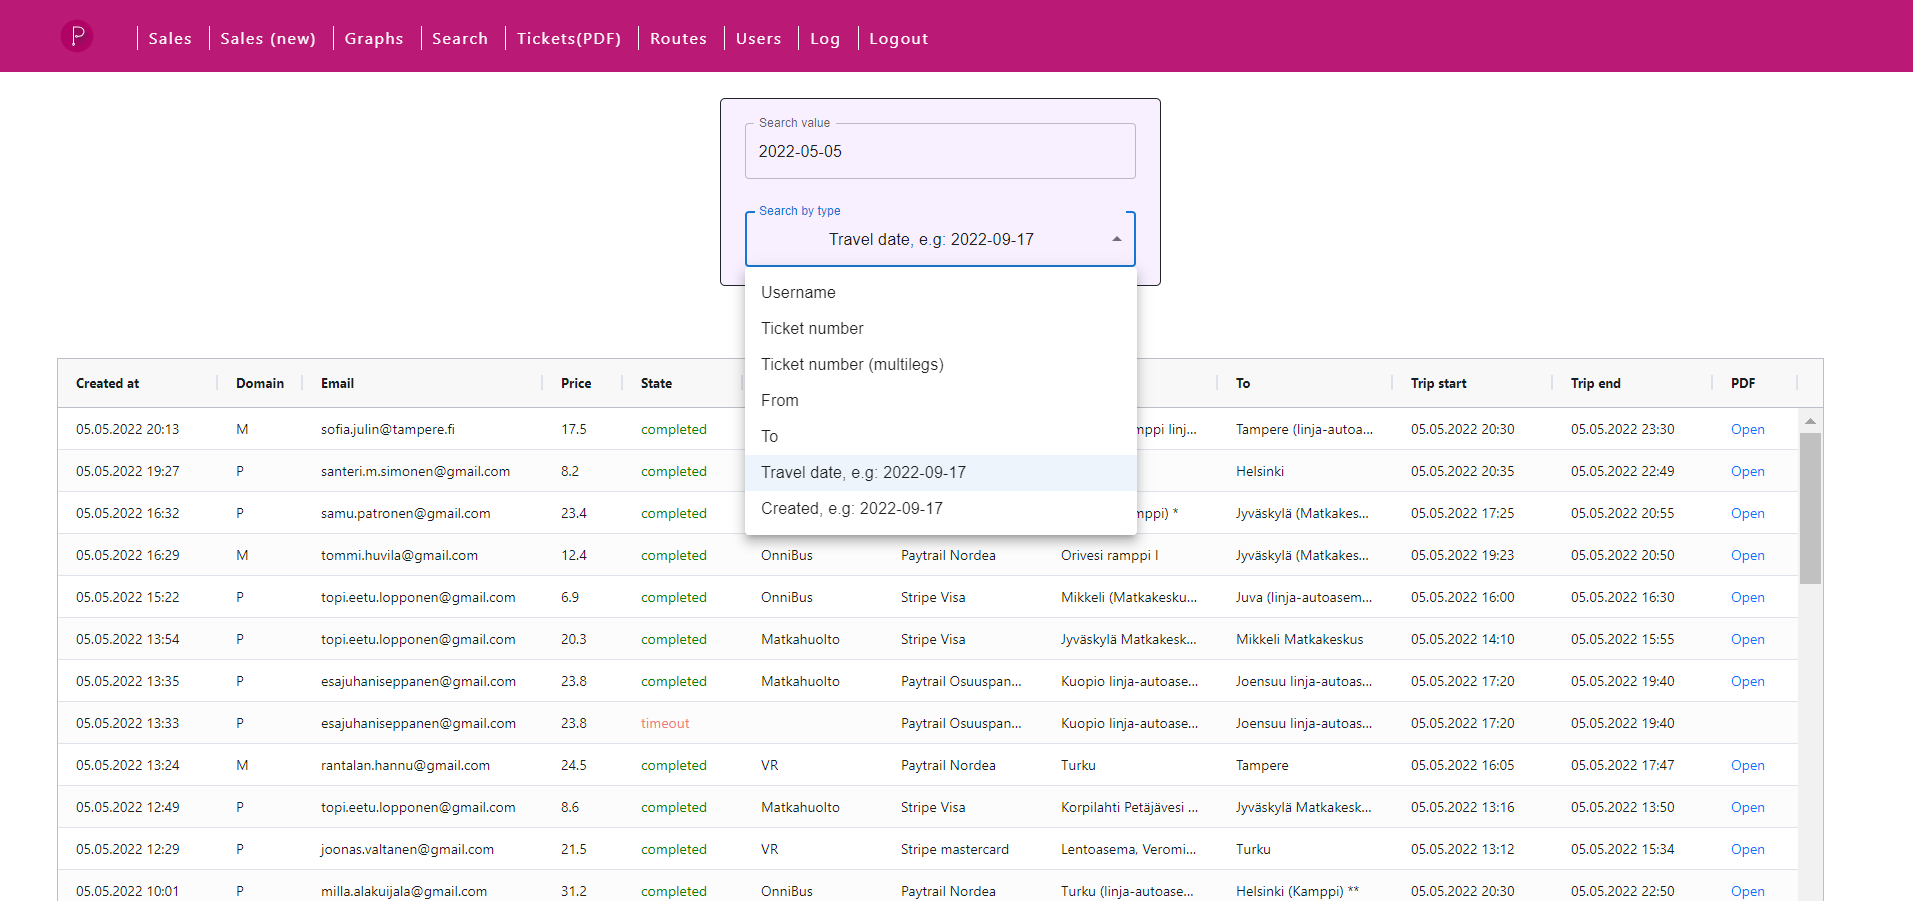 P
Sales Sales (new) Graphs Search Tickets(PDF) Routes Users Log Logout
Search value
2022-05-05
Search by type
Travel date, e.g: 2022-09-17
Username
Ticket number
Ticket number (multilegs)
From
To
Travel date, e.g: 2022-09-17
Created, e.g: 2022-09-17
Created at Domain Email Price State To Trip start Trip end PDF
05.05.2022 20:13 M sofia.julin@tampere.fi 17.5 completed mppi linj... Tampere (linja-autoa... 05.05.2022 20:30 05.05.2022 23:30 Open
05.05.2022 19:27 P santeri.m.simonen@gmail.com 8.2 completed Helsinki 05.05.2022 20:35 05.05.2022 22:49 Open
05.05.2022 16:32 P samu.patronen@gmail.com 23.4 completed mppi) * Jyväskylä (Matkakes... 05.05.2022 17:25 05.05.2022 20:55 Open
05.05.2022 16:29 M tommi.huvila@gmail.com 12.4 completed OnniBus Paytrail Nordea Orivesi ramppi I Jyväskylä (Matkakes... 05.05.2022 19:23 05.05.2022 20:50 Open
05.05.2022 15:22 P topi.eetu.lopponen@gmail.com 6.9 completed OnniBus Stripe Visa Mikkeli (Matkakesku... Juva (linja-autoasem... 05.05.2022 16:00 05.05.2022 16:30 Open
05.05.2022 13:54 P topi.eetu.lopponen@gmail.com 20.3 completed Matkahuolto Stripe Visa Jyväskylä Matkakesk... Mikkeli Matkakeskus 05.05.2022 14:10 05.05.2022 15:55 Open
05.05.2022 13:35 P esajuhaniseppanen@gmail.com 23.8 completed Matkahuolto Paytrail Osuuspan... Kuopio linja-autoase... Joensuu linja-autoas... 05.05.2022 17:20 05.05.2022 19:40 Open
05.05.2022 13:33 P esajuhaniseppanen@gmail.com 23.8 timeout Paytrail Osuuspan... Kuopio linja-autoase... Joensuu linja-autoas... 05.05.2022 17:20 05.05.2022 19:40
05.05.2022 13:24 M rantalan.hannu@gmail.com 24.5 completed VR Paytrail Nordea Turku Tampere 05.05.2022 16:05 05.05.2022 17:47 Open
05.05.2022 12:49 P topi.eetu.lopponen@gmail.com 8.6 completed Matkahuolto Stripe Visa Korpilahti Petäjävesi ... Jyväskylä Matkakesk... 05.05.2022 13:16 05.05.2022 13:50 Open
05.05.2022 12:29 P joonas.valtanen@gmail.com 21.5 completed VR Stripe mastercard Lentoasema, Veromi... Turku 05.05.2022 13:12 05.05.2022 15:34 Open
05.05.2022 10:01 P milla.alakuijala@gmail.com 31.2 completed OnniBus Paytrail Nordea Turku (linja-autoase... Helsinki (Kamppi) ** 05.05.2022 20:30 05.05.2022 22:50 Open